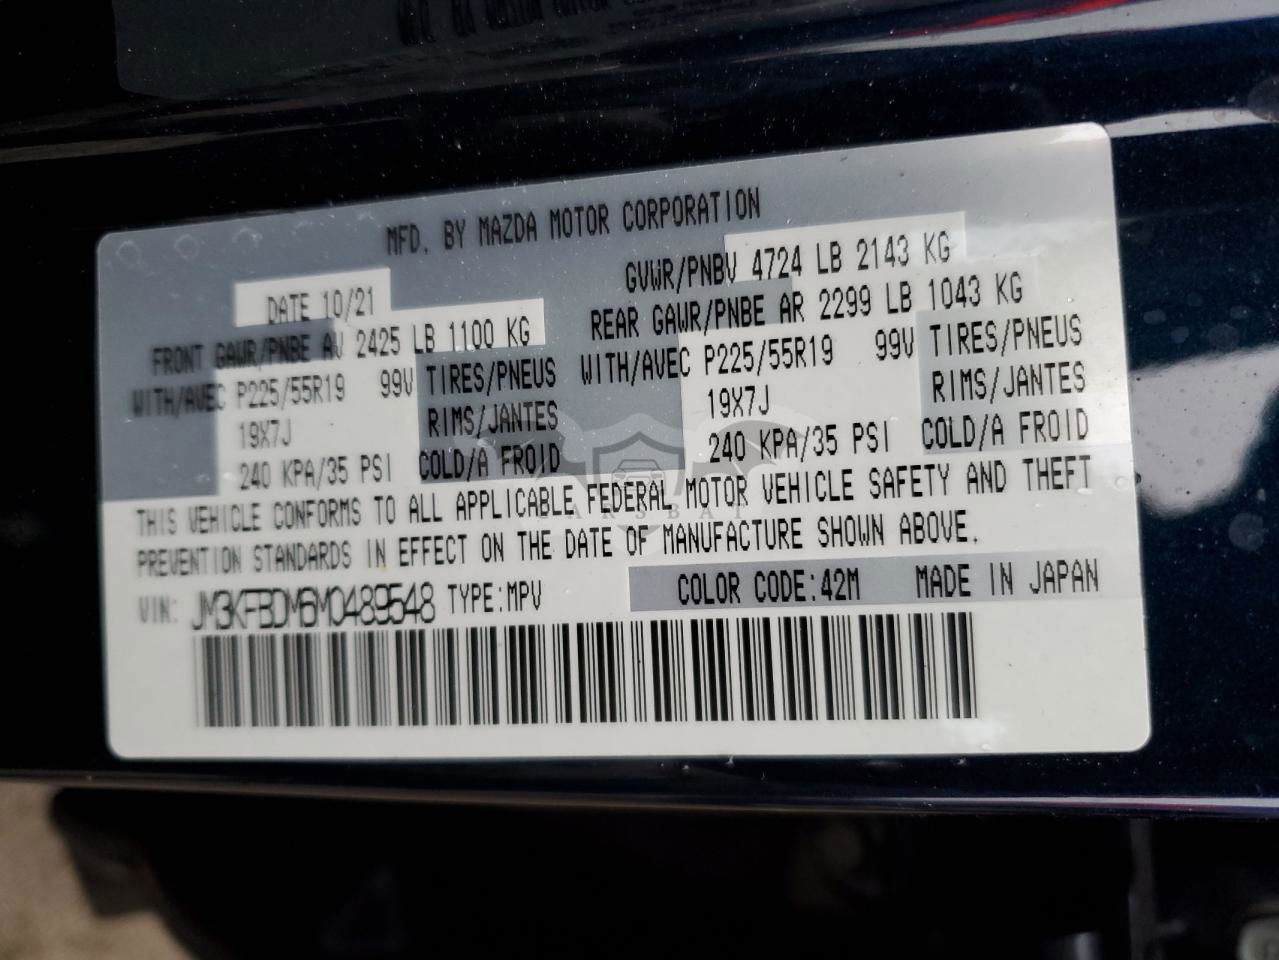 MFD. BY MAZDA MOTOR CORPORATION
DATE 10/21
GVWR/PNBV 4724 LB 2143 KG
FRONT GAWR/PNBE AV 2425 LB 1100 KG
REAR GAWR/PNBE AR 2299 LB 1043 KG
WITH/AVEC P225/55R19 99V TIRES/PNEUS
WITH/AVEC P225/55R19 99V TIRES/PNEUS
19X7J RIMS/JANTES
19X7J RIMS/JANTES
240 KPA/35 PSI COLD/A FROID
240 KPA/35 PSI COLD/A FROID
THIS VEHICLE CONFORMS TO ALL APPLICABLE FEDERAL MOTOR VEHICLE SAFETY AND THEFT
PREVENTION STANDARDS IN EFFECT ON THE DATE OF MANUFACTURE SHOWN ABOVE.
VIN: JM3KFBDM6M0489548 TYPE:MPV COLOR CODE:42M MADE IN JAPAN